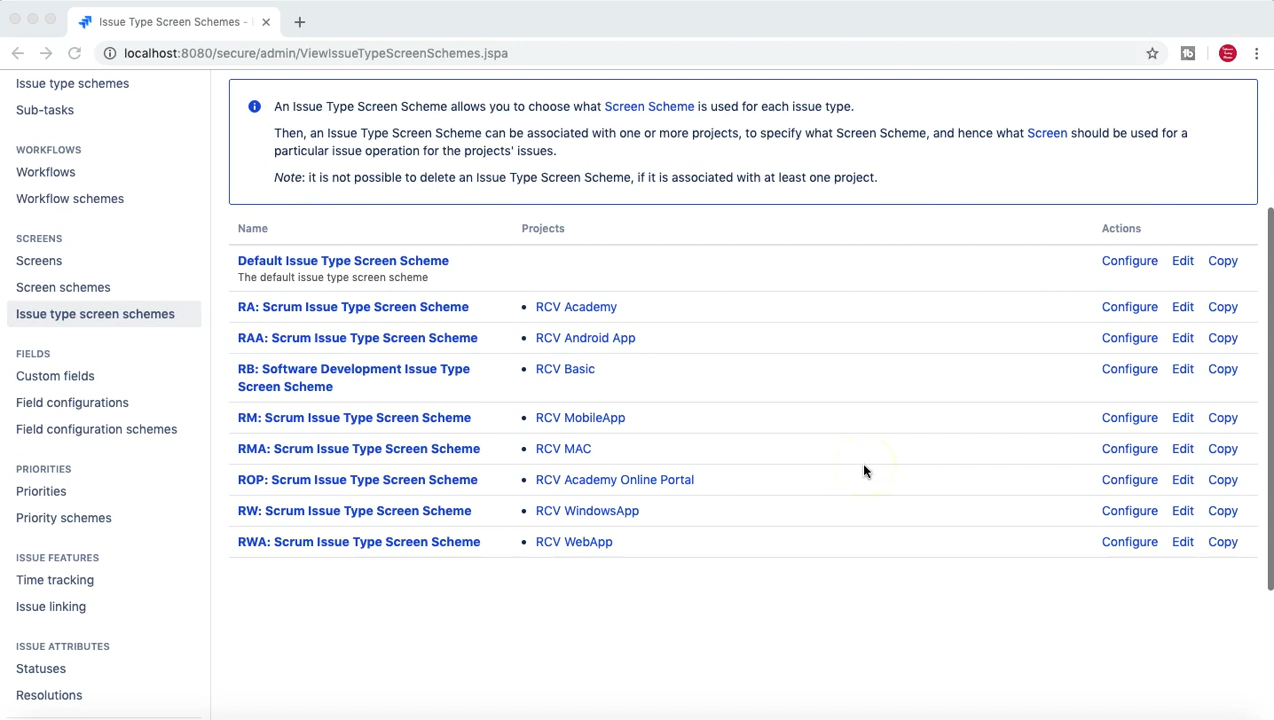 Issue Type Screen Schemes -
localhost:8080/secure/admin/ViewIssueTypeScreenSchemes.jspa
Issue type schemes
Sub-tasks
WORKFLOWS
Workflows
Workflow schemes
SCREENS
Screens
Screen schemes
Issue type screen schemes
FIELDS
Custom fields
Field configurations
Field configuration schemes
PRIORITIES
Priorities
Priority schemes
ISSUE FEATURES
Time tracking
Issue linking
ISSUE ATTRIBUTES
Statuses
Resolutions
An Issue Type Screen Scheme allows you to choose what Screen Scheme is used for each issue type.
Then, an Issue Type Screen Scheme can be associated with one or more projects, to specify what Screen Scheme, and hence what Screen should be used for a
particular issue operation for the projects' issues.
Note: it is not possible to delete an Issue Type Screen Scheme, if it is associated with at least one project.
Name Projects Actions
Default Issue Type Screen Scheme Configure Edit Copy
The default issue type screen scheme
RA: Scrum Issue Type Screen Scheme • RCV Academy Configure Edit Copy
RAA: Scrum Issue Type Screen Scheme • RCV Android App Configure Edit Copy
RB: Software Development Issue Type • RCV Basic Configure Edit Copy
Screen Scheme
RM: Scrum Issue Type Screen Scheme • RCV MobileApp Configure Edit Copy
RMA: Scrum Issue Type Screen Scheme • RCV MAC Configure Edit Copy
ROP: Scrum Issue Type Screen Scheme • RCV Academy Online Portal Configure Edit Copy
RW: Scrum Issue Type Screen Scheme • RCV WindowsApp Configure Edit Copy
RWA: Scrum Issue Type Screen Scheme • RCV WebApp Configure Edit Copy